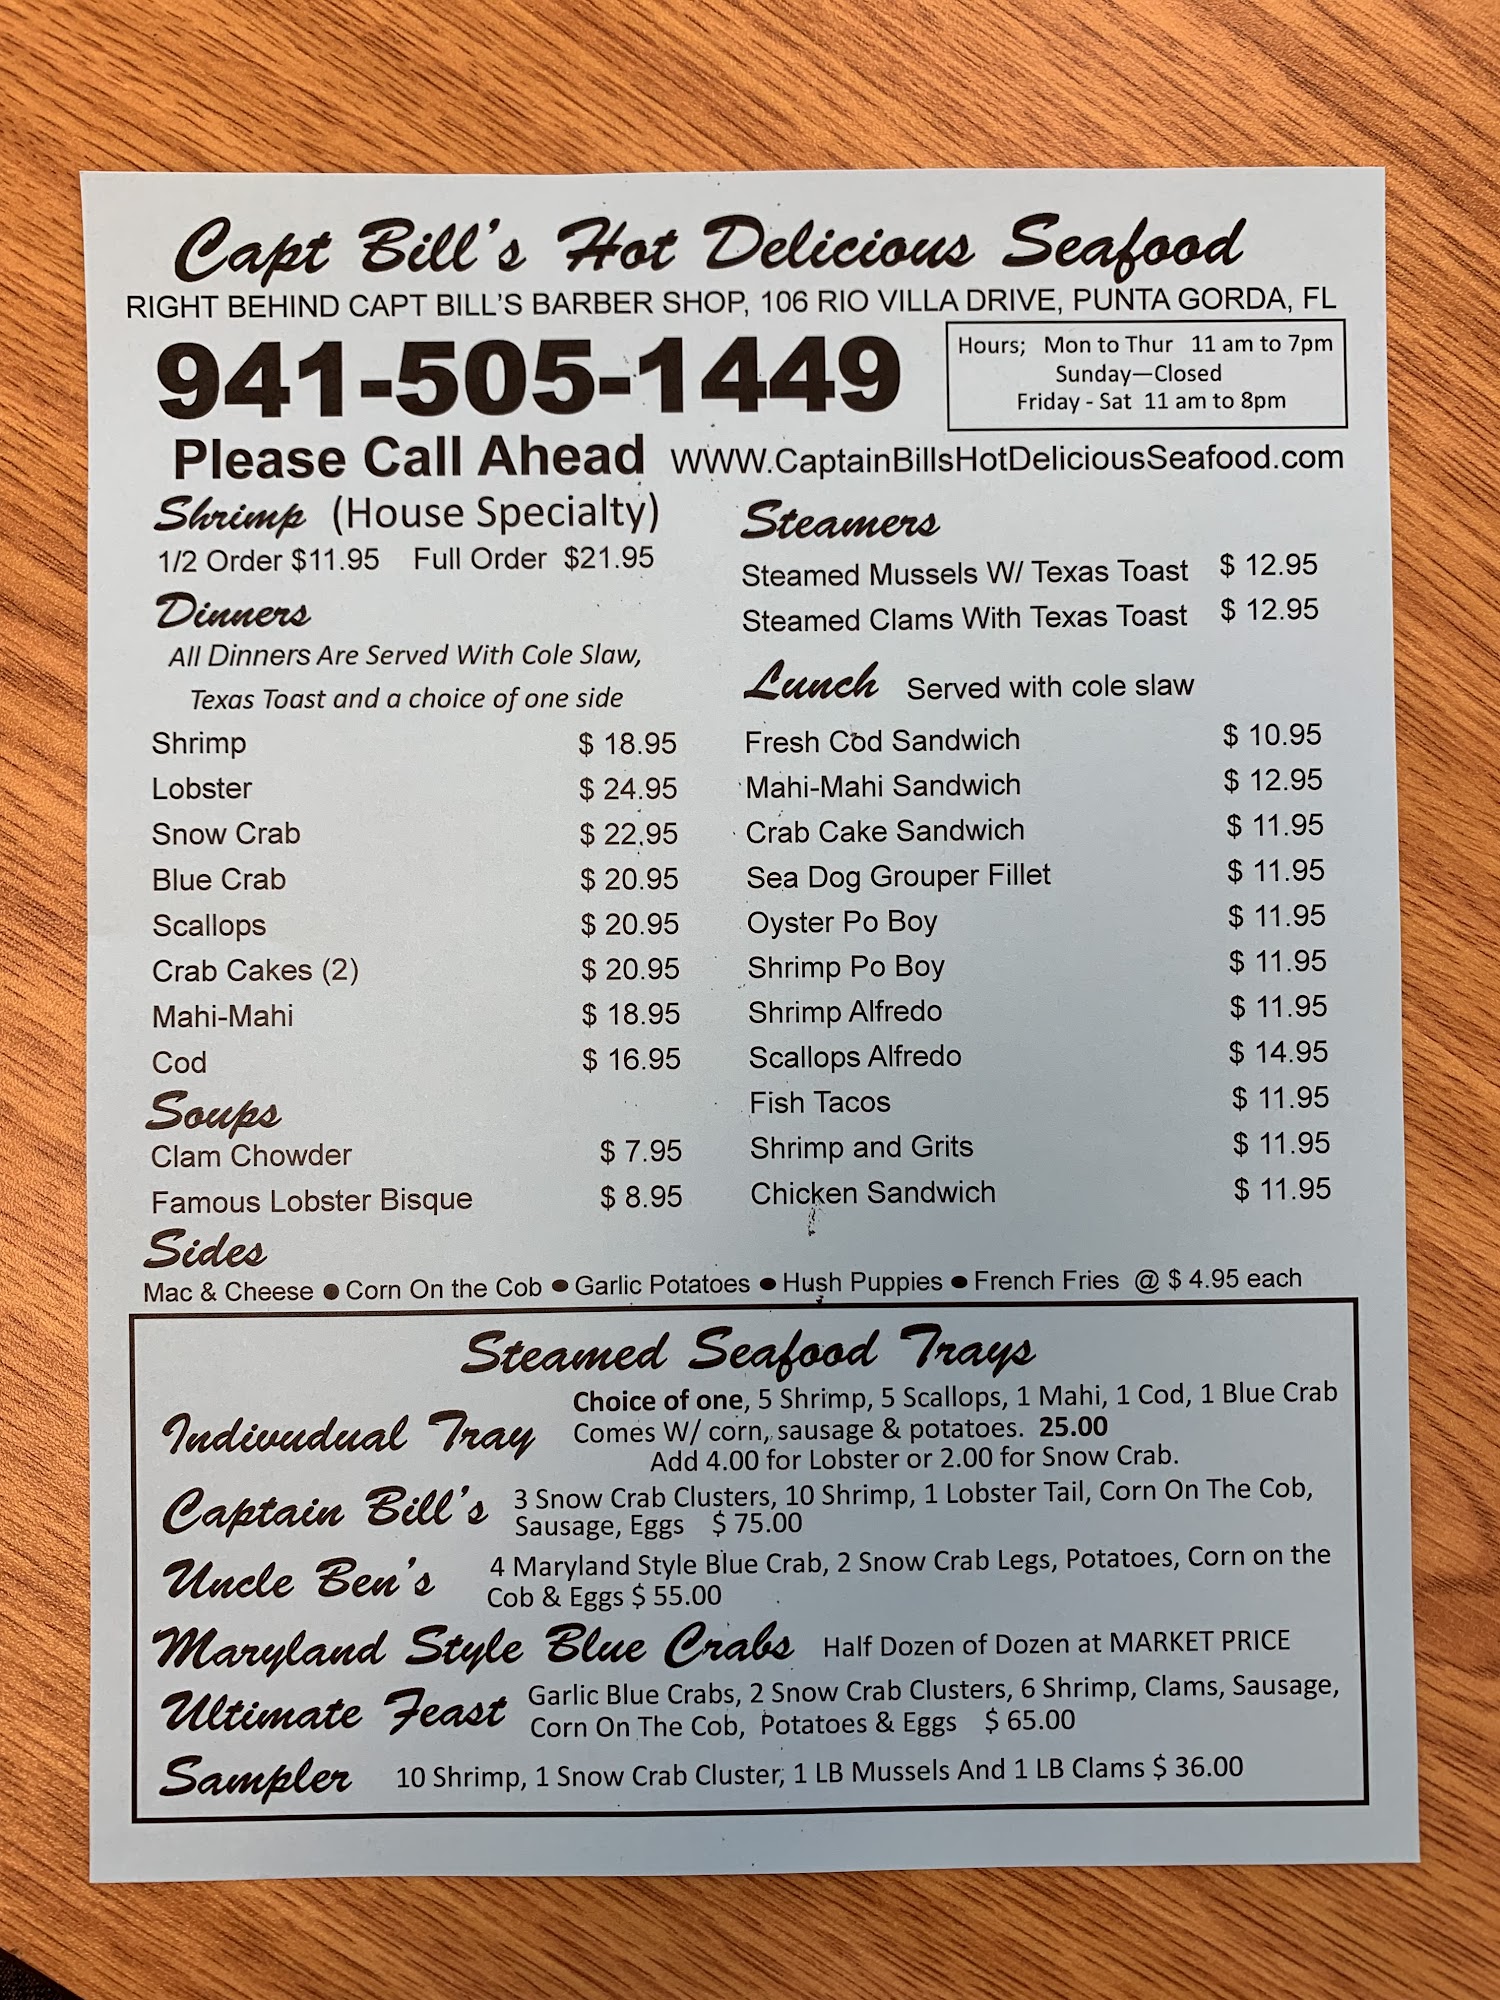 Capt Bill's Hot Delicious Seafood
RIGHT BEHIND CAPT BILL'S BARBER SHOP, 106 RIO VILLA DRIVE, PUNTA GORDA, FL
941-505-1449
Hours; Mon to Thur 11 am to 7pm
Sunday—Closed
Friday - Sat 11 am to 8pm
Please Call Ahead WWW.CaptainBillsHotDeliciousSeafood.com
Shrimp (House Specialty)
1/2 Order $11.95 Full Order $21.95
Dinners
All Dinners Are Served With Cole Slaw,
Texas Toast and a choice of one side
Shrimp $ 18.95
Lobster $ 24.95
Snow Crab $ 22.95
Blue Crab $ 20.95
Scallops $ 20.95
Crab Cakes (2) $ 20.95
Mahi-Mahi $ 18.95
Cod $ 16.95
Soups
Clam Chowder $ 7.95
Famous Lobster Bisque $ 8.95
Steamers
Steamed Mussels W/ Texas Toast $ 12.95
Steamed Clams With Texas Toast $ 12.95
Lunch Served with cole slaw
Fresh Cod Sandwich $ 10.95
Mahi-Mahi Sandwich $ 12.95
Crab Cake Sandwich $ 11.95
Sea Dog Grouper Fillet $ 11.95
Oyster Po Boy $ 11.95
Shrimp Po Boy $ 11.95
Shrimp Alfredo $ 11.95
Scallops Alfredo $ 14.95
Fish Tacos $ 11.95
Shrimp and Grits $ 11.95
Chicken Sandwich $ 11.95
Sides
Mac & Cheese ● Corn On the Cob ● Garlic Potatoes ● Hush Puppies ● French Fries @ $ 4.95 each
Steamed Seafood Trays
Indivudual Tray Choice of one, 5 Shrimp, 5 Scallops, 1 Mahi, 1 Cod, 1 Blue Crab
Comes W/ corn, sausage & potatoes. 25.00
Add 4.00 for Lobster or 2.00 for Snow Crab.
Captain Bill's 3 Snow Crab Clusters, 10 Shrimp, 1 Lobster Tail, Corn On The Cob,
Sausage, Eggs $ 75.00
Uncle Ben's 4 Maryland Style Blue Crab, 2 Snow Crab Legs, Potatoes, Corn on the
Cob & Eggs $ 55.00
Maryland Style Blue Crabs Half Dozen of Dozen at MARKET PRICE
Ultimate Feast Garlic Blue Crabs, 2 Snow Crab Clusters, 6 Shrimp, Clams, Sausage,
Corn On The Cob, Potatoes & Eggs $ 65.00
Sampler 10 Shrimp, 1 Snow Crab Cluster, 1 LB Mussels And 1 LB Clams $ 36.00